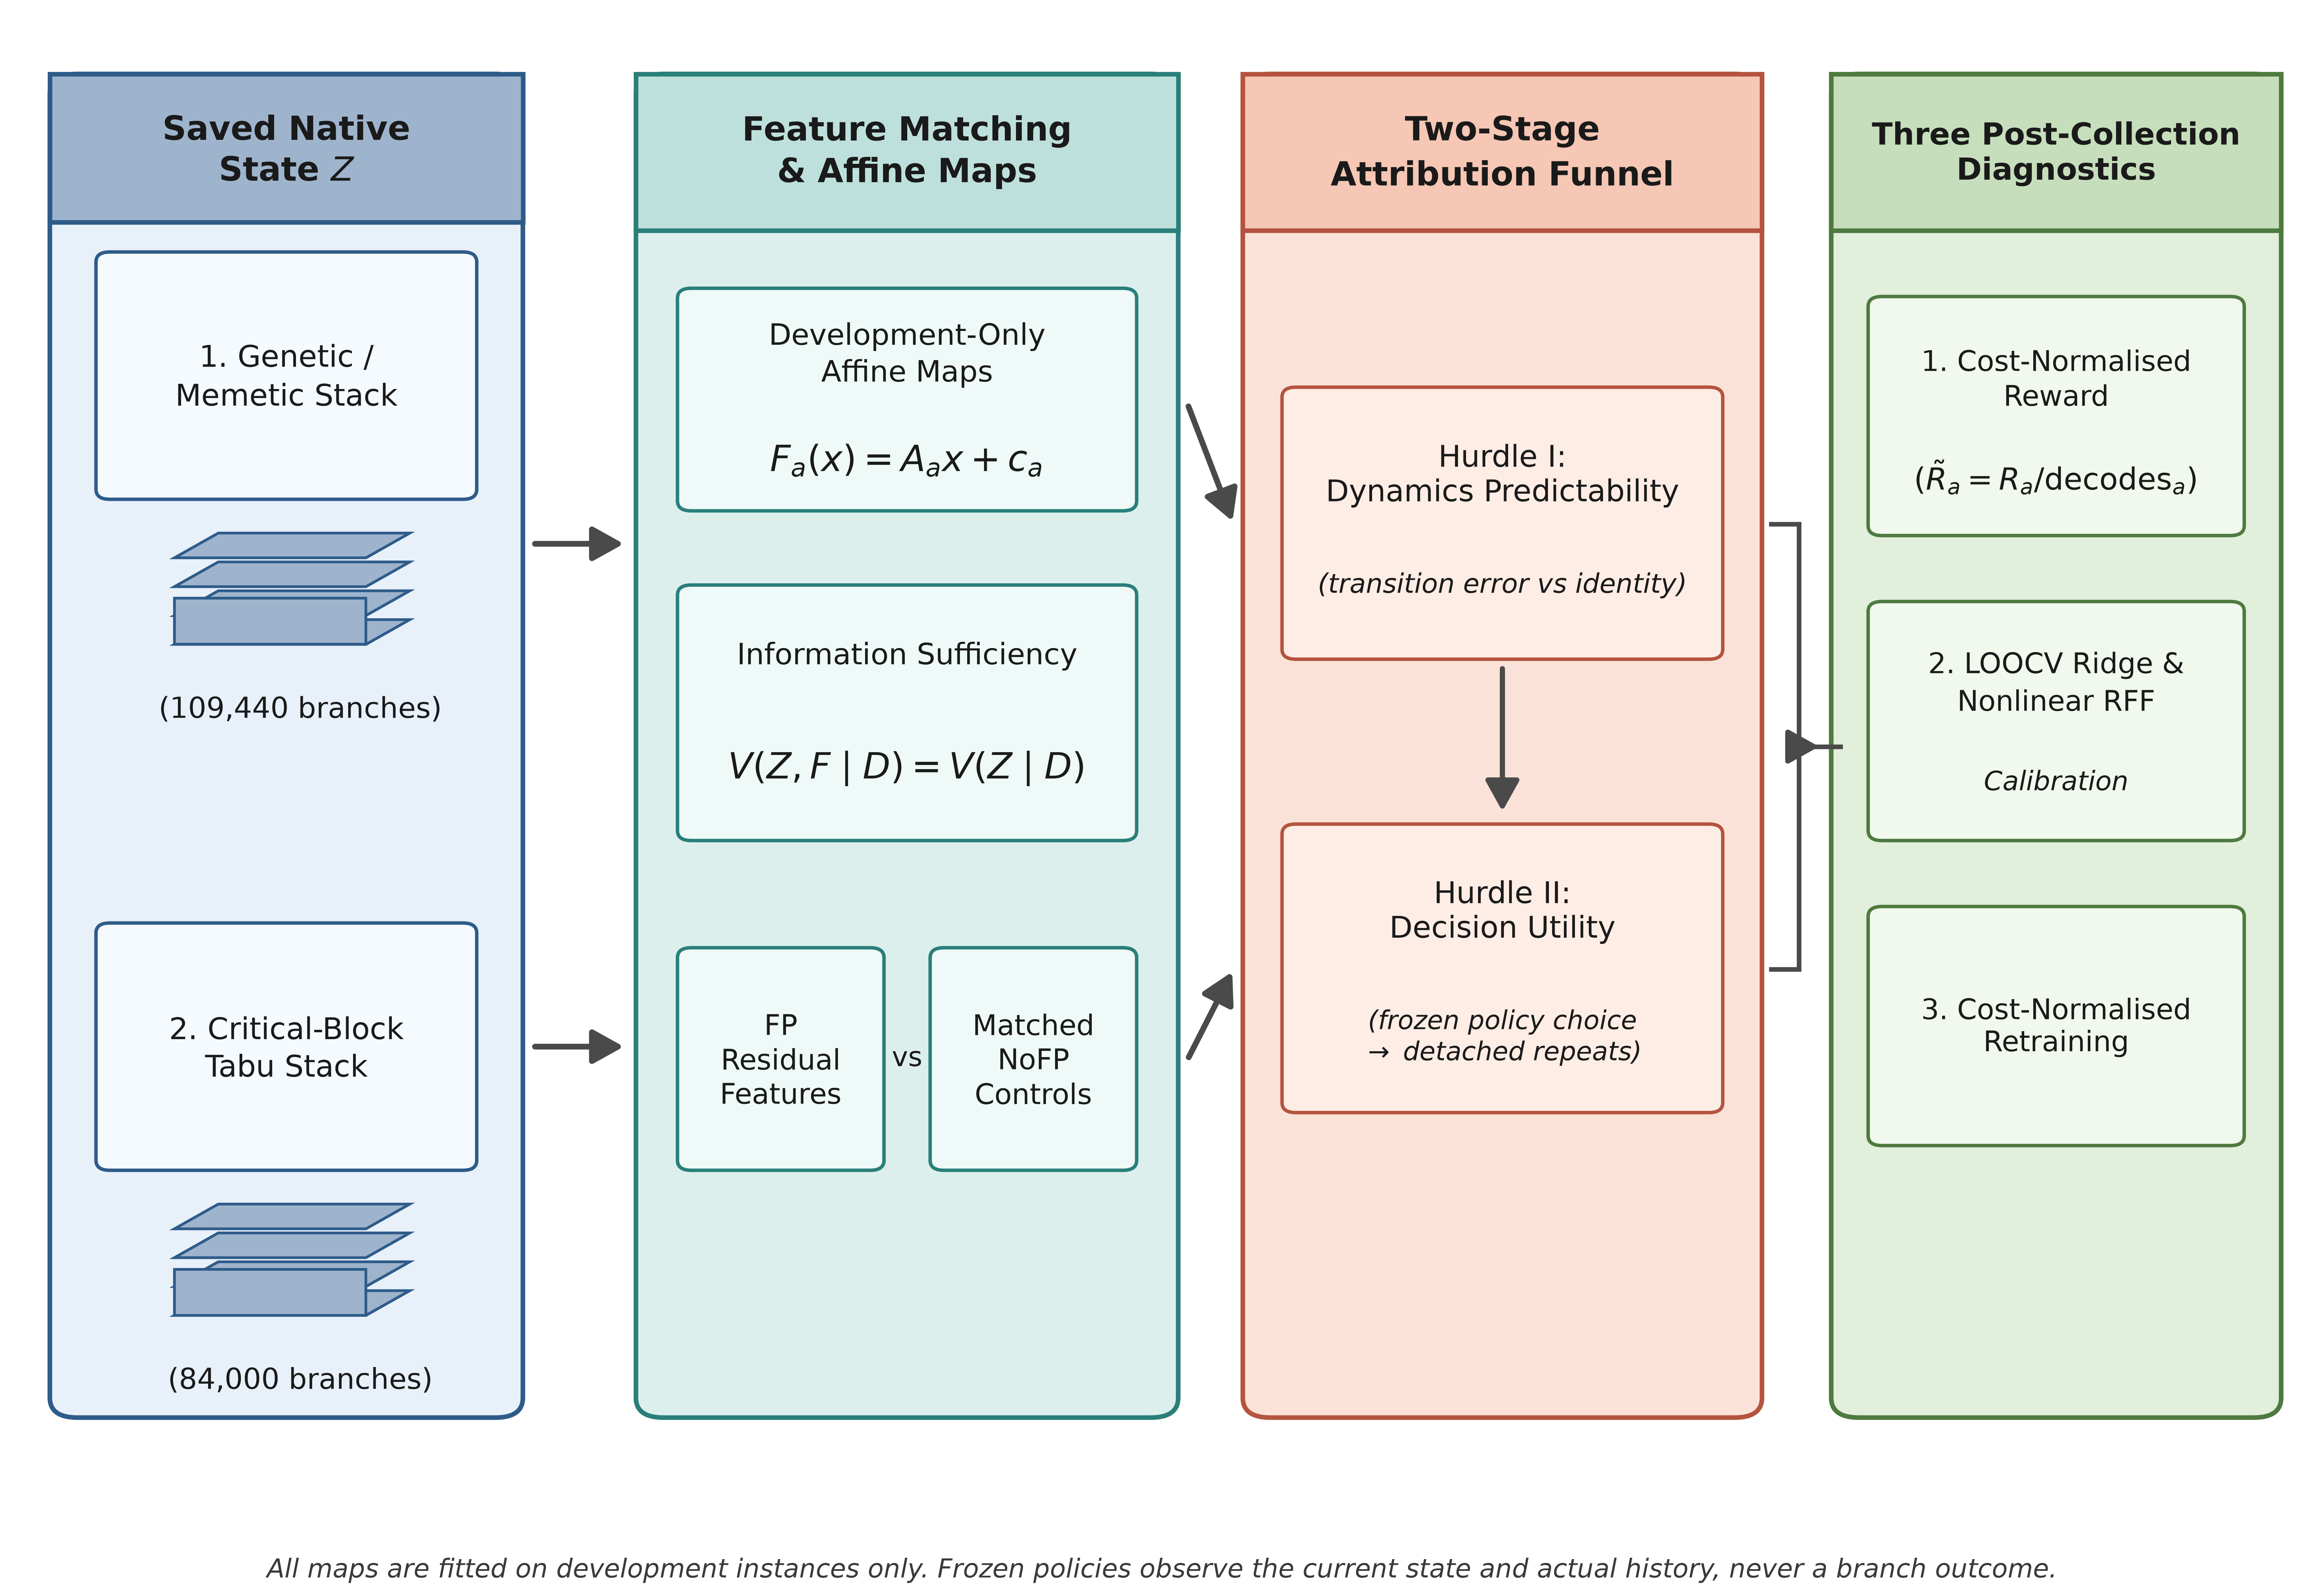 Saved Native
State Z
1. Genetic /
Memetic Stack
(109,440 branches)
2. Critical-Block
Tabu Stack
(84,000 branches)
Feature Matching
& Affine Maps
Development-Only
Affine Maps
Fₐ(x) = Aₐx + cₐ
Information Sufficiency
V(Z, F | D) = V(Z | D)
FP
Residual
Features
vs
Matched
NoFP
Controls
Two-Stage
Attribution Funnel
Hurdle I:
Dynamics Predictability
(transition error vs identity)
Hurdle II:
Decision Utility
(frozen policy choice
→ detached repeats)
Three Post-Collection
Diagnostics
1. Cost-Normalised
Reward
(R̃ₐ = Rₐ/decodesₐ)
2. LOOCV Ridge &
Nonlinear RFF
Calibration
3. Cost-Normalised
Retraining
All maps are fitted on development instances only. Frozen policies observe the current state and actual history, never a branch outcome.